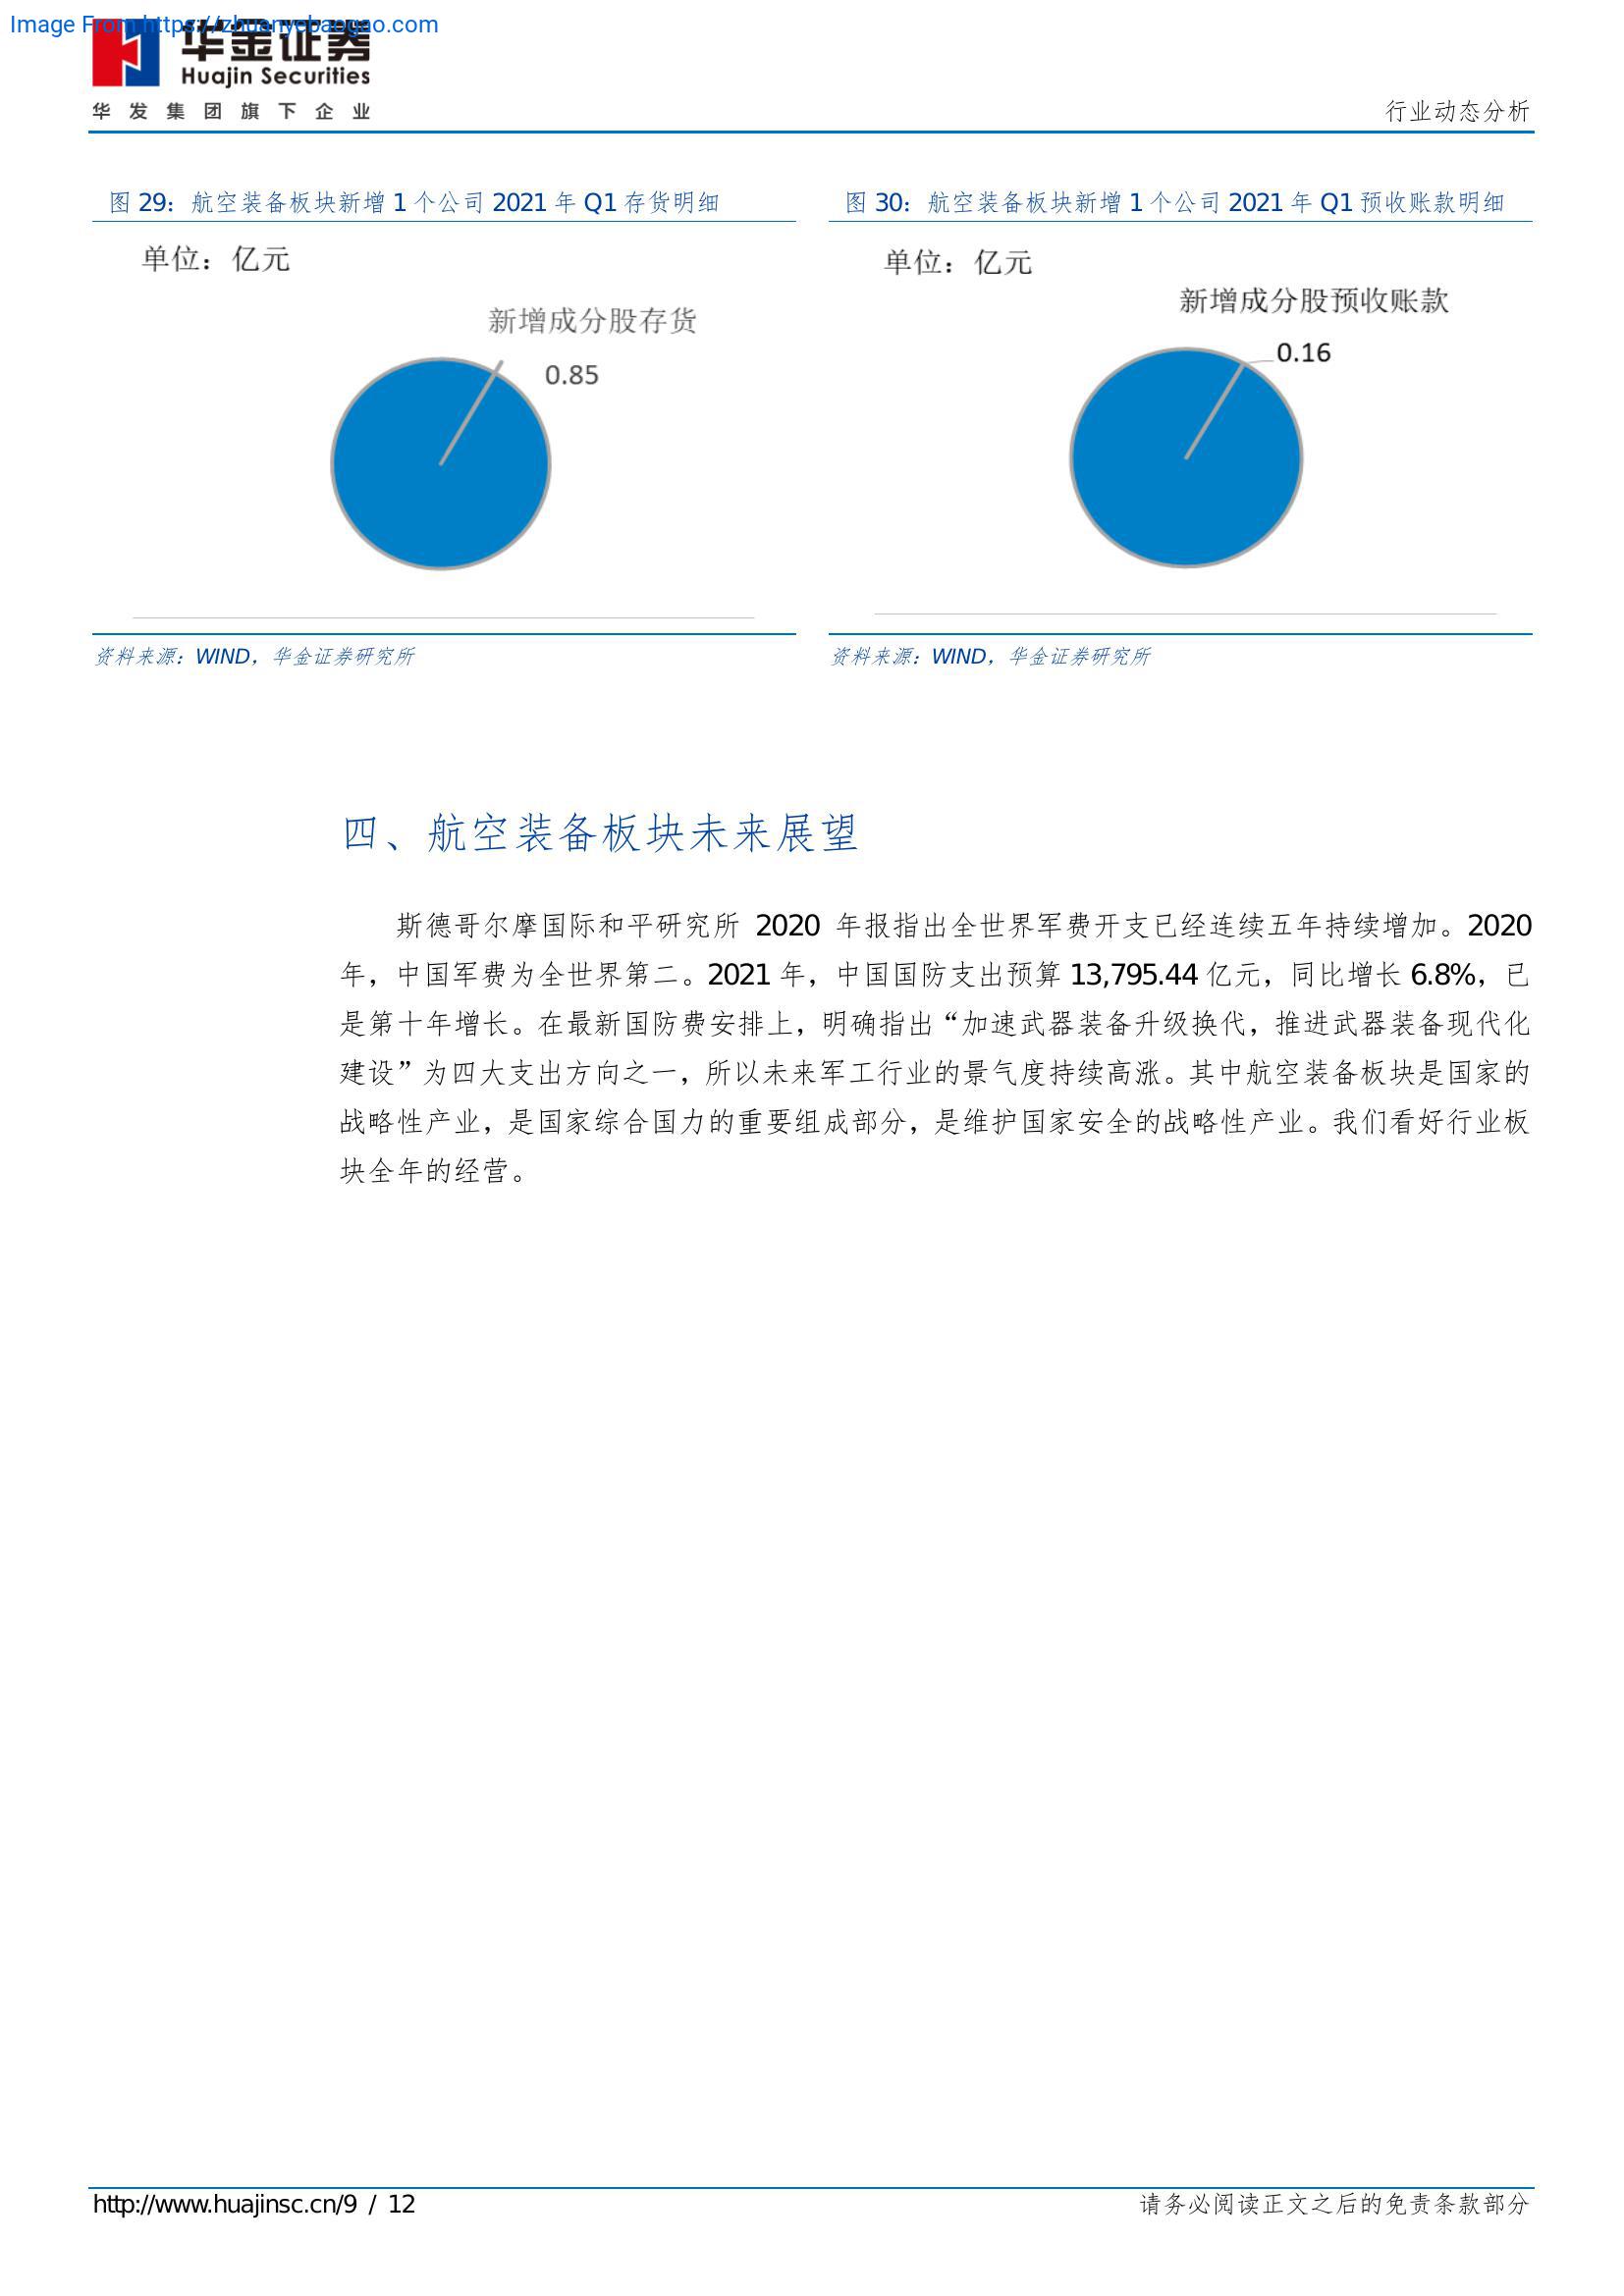 Image From https://zhuanyebaogao.com
华金证券
Huajin Securities
华发集团旗下企业
行业动态分析
图 29：航空装备板块新增 1 个公司 2021 年 Q1 存货明细
单位：亿元
新增成分股存货
0.85
资料来源：WIND，华金证券研究所
图 30：航空装备板块新增 1 个公司 2021 年 Q1 预收账款明细
单位：亿元
新增成分股预收账款
0.16
资料来源：WIND，华金证券研究所
四、航空装备板块未来展望
斯德哥尔摩国际和平研究所 2020 年报指出全世界军费开支已经连续五年持续增加。2020
年，中国军费为全世界第二。2021 年，中国国防支出预算 13,795.44 亿元，同比增长 6.8%，已
是第十年增长。在最新国防费安排上，明确指出“加速武器装备升级换代，推进武器装备现代化
建设”为四大支出方向之一，所以未来军工行业的景气度持续高涨。其中航空装备板块是国家的
战略性产业，是国家综合国力的重要组成部分，是维护国家安全的战略性产业。我们看好行业板
块全年的经营。
http://www.huajinsc.cn/9 / 12
请务必阅读正文之后的免责条款部分